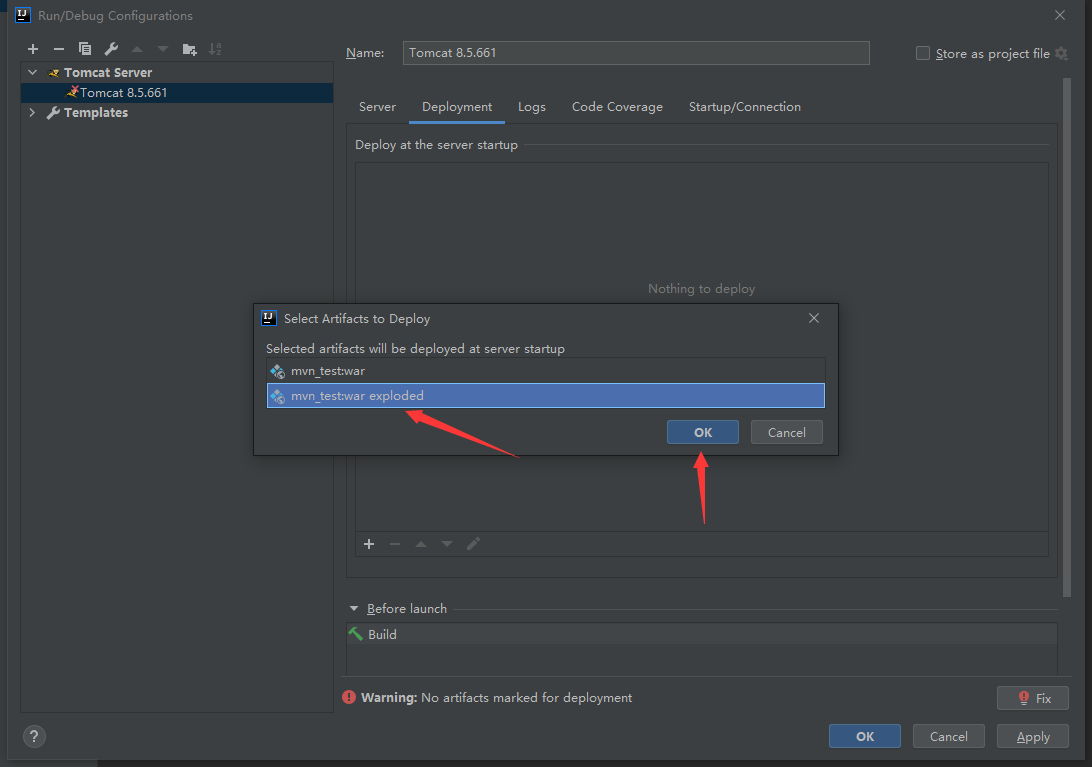 Run/Debug Configurations
Tomcat Server
Tomcat 8.5.661
Templates
Name: Tomcat 8.5.661
Store as project file
Server Deployment Logs Code Coverage Startup/Connection
Deploy at the server startup
Nothing to deploy
Select Artifacts to Deploy
Selected artifacts will be deployed at server startup
mvn_test:war
mvn_test:war exploded
OK Cancel
Before launch
Build
Warning: No artifacts marked for deployment
Fix
? OK Cancel Apply